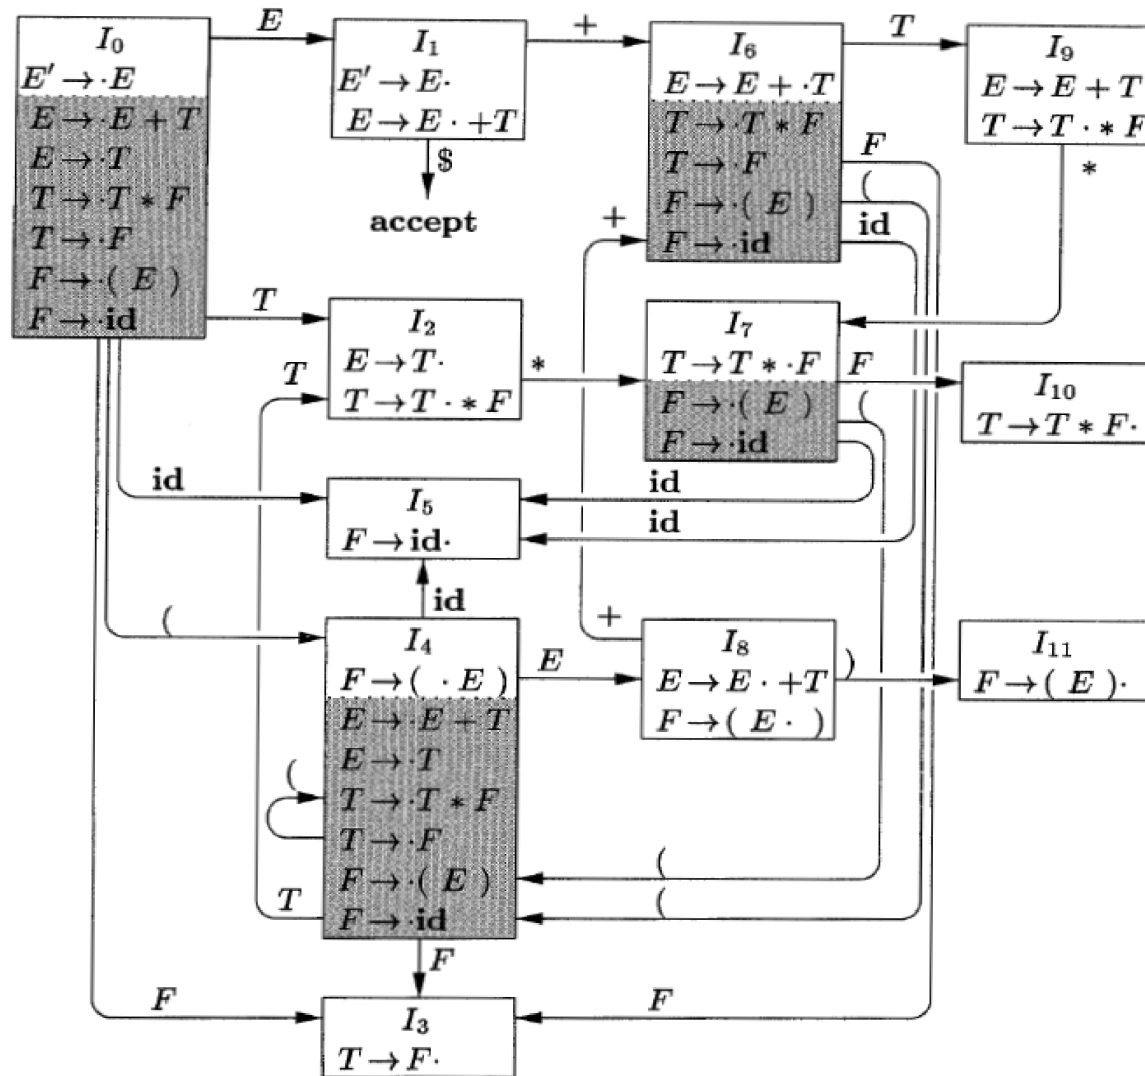 I₀
E' → ·E
E → ·E + T
E → ·T
T → ·T * F
T → ·F
F → ·( E )
F → ·id
E
I₁
E' → E·
E → E · +T
$
accept
+
I₆
E → E + ·T
T → ·T * F
T → ·F
F → ·( E )
F → ·id
T
I₉
E → E + T
T → T · * F
*
F
(
id
+
T
I₂
E → T·
T → T · * F
T
*
I₇
T → T * ·F
F → ·( E )
F → ·id
F
(
I₁₀
T → T * F·
id
I₅
F → id·
id
id
id
(
I₄
F → ( · E )
E → ·E + T
E → ·T
T → ·T * F
T → ·F
F → ·( E )
F → ·id
(
T
E
+
I₈
E → E · +T
F → ( E · )
)
I₁₁
F → ( E )·
(
(
F
F
I₃
T → F·
F